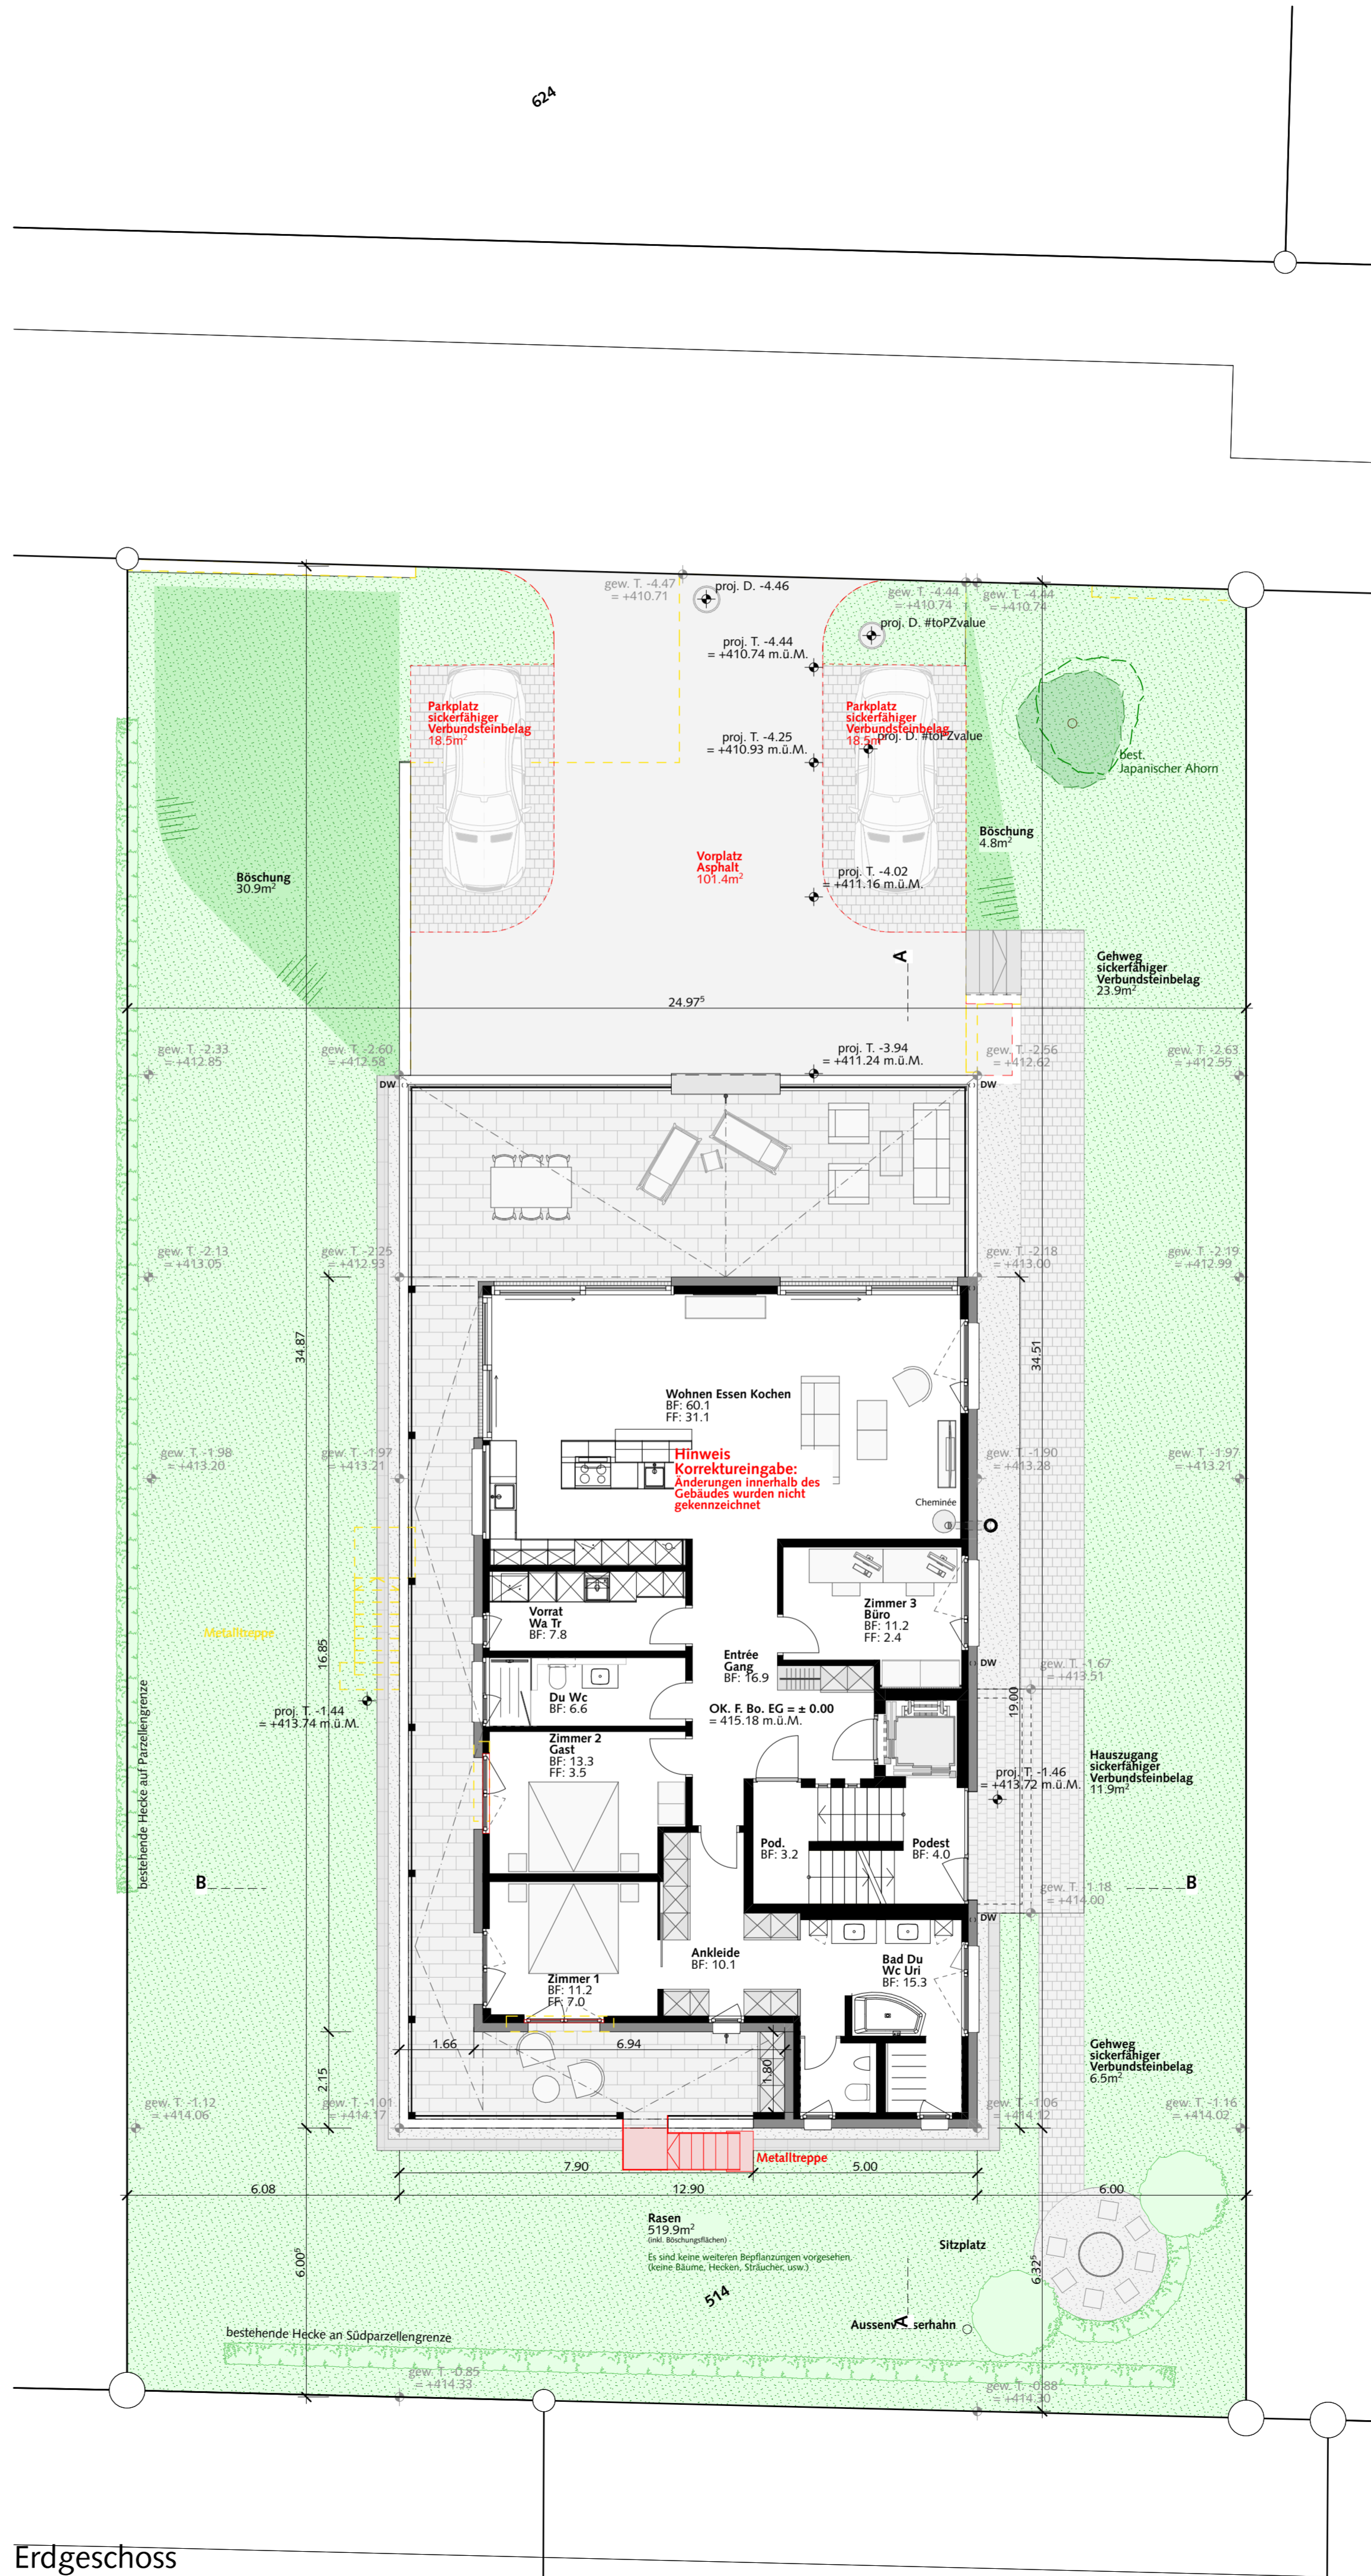 624
gew. T. -4.47
= +410.71
proj. D. -4.46
gew. T. -4.44
= +410.74
gew. T. -4.44
= +410.74
proj. D. #toPZvalue
proj. T. -4.44
= +410.74 m.ü.M.
Parkplatz
sickerfähiger
Verbundsteinbelag
18.5m²
Parkplatz
sickerfähiger
Verbundsteinbelag
18.5m²
proj. D. #toPZvalue
proj. T. -4.25
= +410.93 m.ü.M.
best.
Japanischer Ahorn
Böschung
4.8m²
Vorplatz
Asphalt
101.4m²
proj. T. -4.02
= +411.16 m.ü.M.
Böschung
30.9m²
A
Gehweg
sickerfähiger
Verbundsteinbelag
23.9m²
24.97⁵
gew. T. -2.33
= +412.85
gew. T. -2.60
= +412.58
proj. T. -3.94
= +411.24 m.ü.M.
gew. T. -2.56
= +412.62
gew. T. -2.63
= +412.55
DW
DW
gew. T. -2.13
= +413.05
gew. T. -2.25
= +412.93
gew. T. -2.18
= +413.00
gew. T. -2.19
= +412.99
34.87
34.51
Wohnen Essen Kochen
BF: 60.1
FF: 31.1
Hinweis
Korrektureingabe:
Änderungen innerhalb des
Gebäudes wurden nicht
gekennzeichnet
gew. T. -1.98
= +413.20
gew. T. -1.97
= +413.21
gew. T. -1.90
= +413.28
gew. T. -1.97
= +413.21
Cheminée
Vorrat
Wa Tr
BF: 7.8
Zimmer 3
Büro
BF: 11.2
FF: 2.4
Metalltreppe
16.85
Entrée
Gang
BF: 16.9
DW
gew. T. -1.67
= +413.51
Du Wc
BF: 6.6
19.00
OK. F. Bo. EG = ± 0.00
= 415.18 m.ü.M.
proj. T. -1.44
= +413.74 m.ü.M.
bestehende Hecke auf Parzellengrenze
Zimmer 2
Gast
BF: 13.3
FF: 3.5
proj. T. -1.46
= +413.72 m.ü.M.
Hauszugang
sickerfähiger
Verbundsteinbelag
11.9m²
Pod.
BF: 3.2
Podest
BF: 4.0
B
B
gew. T. -1.18
= +414.00
DW
Ankleide
BF: 10.1
Bad Du
Wc Uri
BF: 15.3
Zimmer 1
BF: 11.2
FF: 7.0
1.66
6.94
1.80
2.15
Gehweg
sickerfähiger
Verbundsteinbelag
6.5m²
gew. T. -1.12
= +414.06
gew. T. -1.01
= +414.17
gew. T. -1.06
= +414.12
gew. T. -1.16
= +414.02
Metalltreppe
7.90
5.00
6.08
12.90
6.00
Rasen
519.9m²
(inkl. Böschungsflächen)
Es sind keine weiteren Bepflanzungen vorgesehen.
(keine Bäume, Hecken, Sträucher, usw.)
Sitzplatz
6.00⁵
6.32⁵
514
A
bestehende Hecke an Südparzellengrenze
gew. T. -0.85
= +414.33
gew. T. -0.88
= +414.30
Erdgeschoss